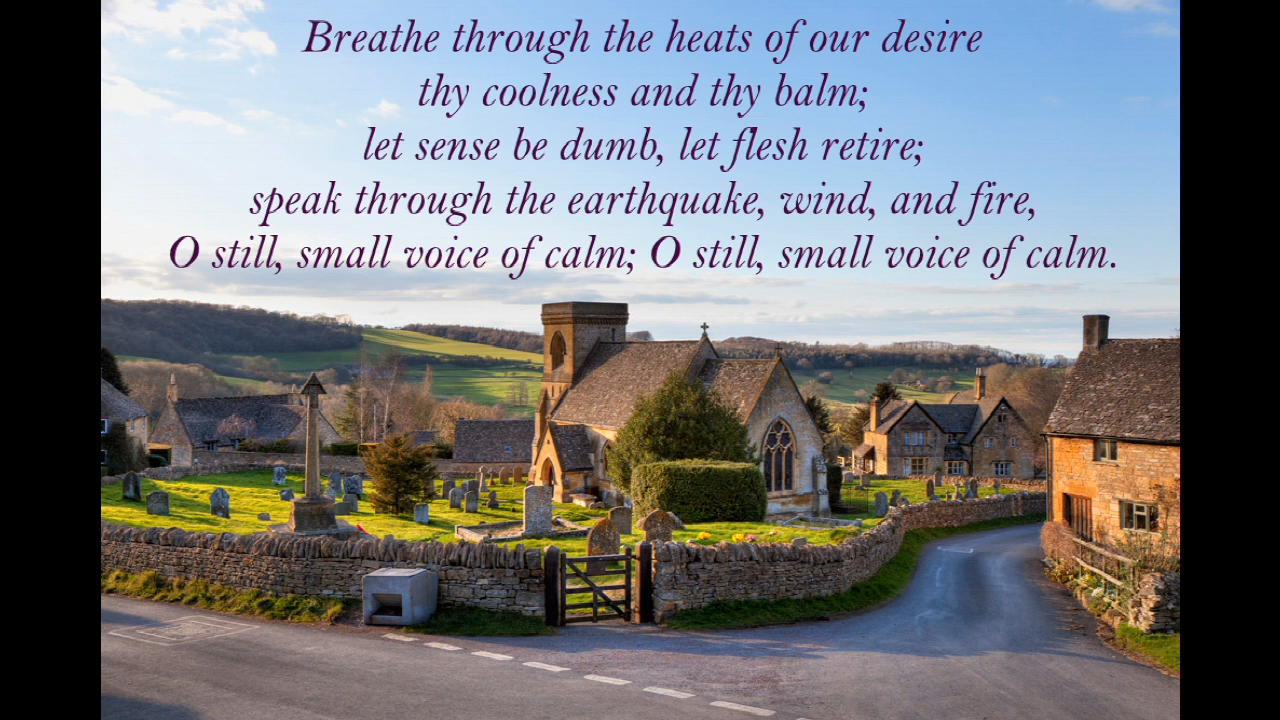 Breathe through the heats of our desire
thy coolness and thy balm;
let sense be dumb, let flesh retire;
speak through the earthquake, wind, and fire,
O still, small voice of calm; O still, small voice of calm.